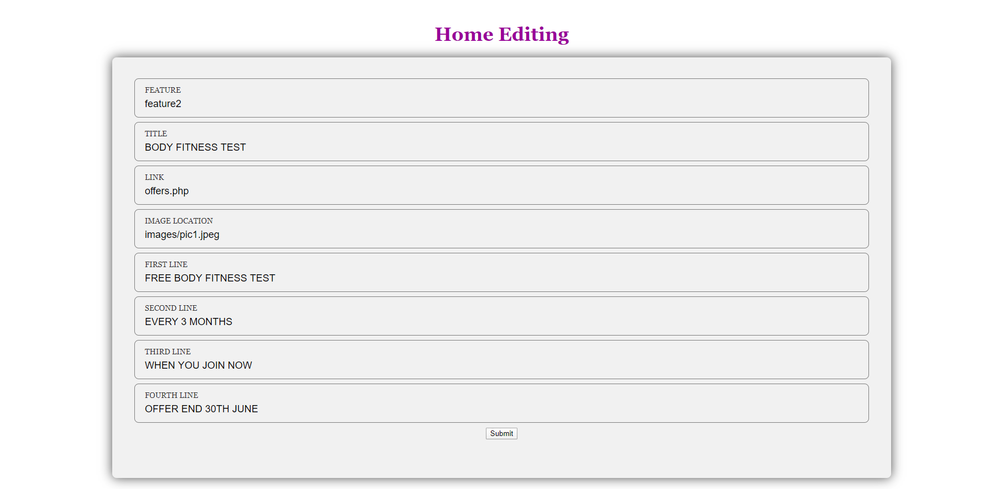 Home Editing
FEATURE
feature2
TITLE
BODY FITNESS TEST
LINK
offers.php
IMAGE LOCATION
images/pic1.jpeg
FIRST LINE
FREE BODY FITNESS TEST
SECOND LINE
EVERY 3 MONTHS
THIRD LINE
WHEN YOU JOIN NOW
FOURTH LINE
OFFER END 30TH JUNE
Submit